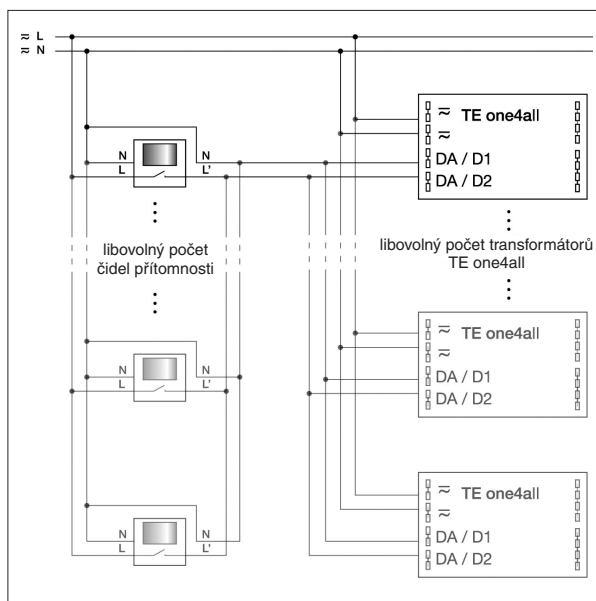 ≂ L
≂ N
≂ TE one4all
≂
N N
L L'
DA / D1
DA / D2
libovolný počet
čidel přítomnosti
libovolný počet transformátorů
TE one4all
≂ TE one4all
≂
N N
L L'
DA / D1
DA / D2
≂ TE one4all
≂
N N
L L'
DA / D1
DA / D2